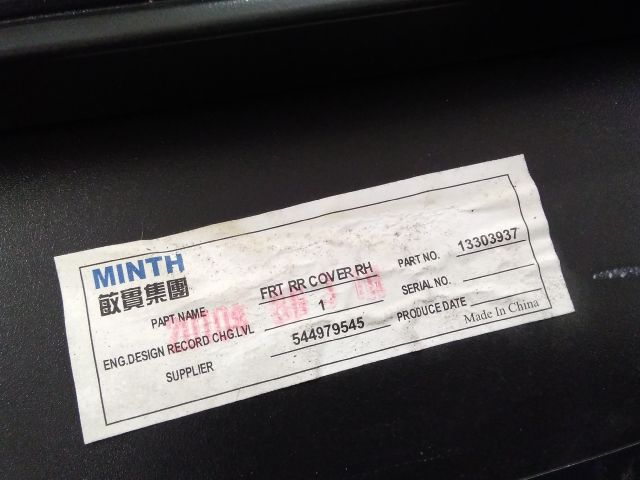 MINTH
敏實集團
PART NAME FRT RR COVER RH PART NO. 13303937
ENG.DESIGN RECORD CHG.LVL 1 SERIAL NO.
SUPPLIER 544979545 PRODUCE DATE
Made In China